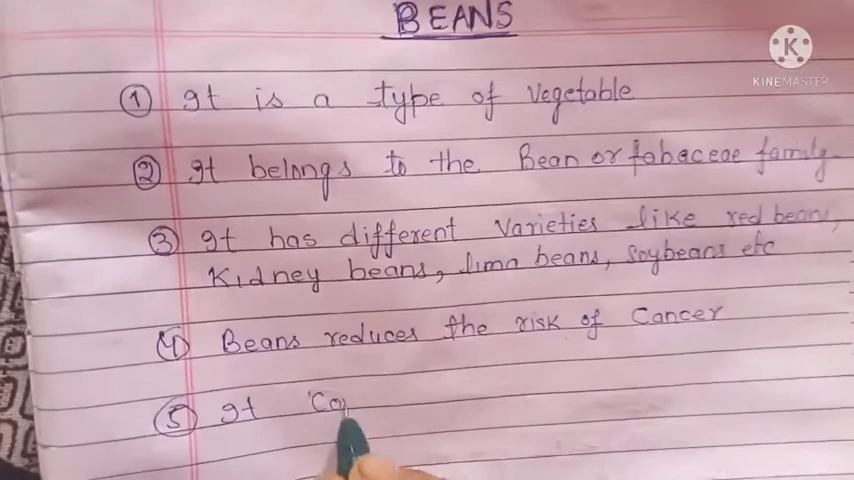 BEANS
K
KINEMASTER
① It is a type of vegetable
② It belongs to the Bean or fabaceae family.
③ It has different varieties like red beans,
Kidney beans, lima beans, soybeans etc
④ Beans reduces the risk of Cancer
⑤ It Co